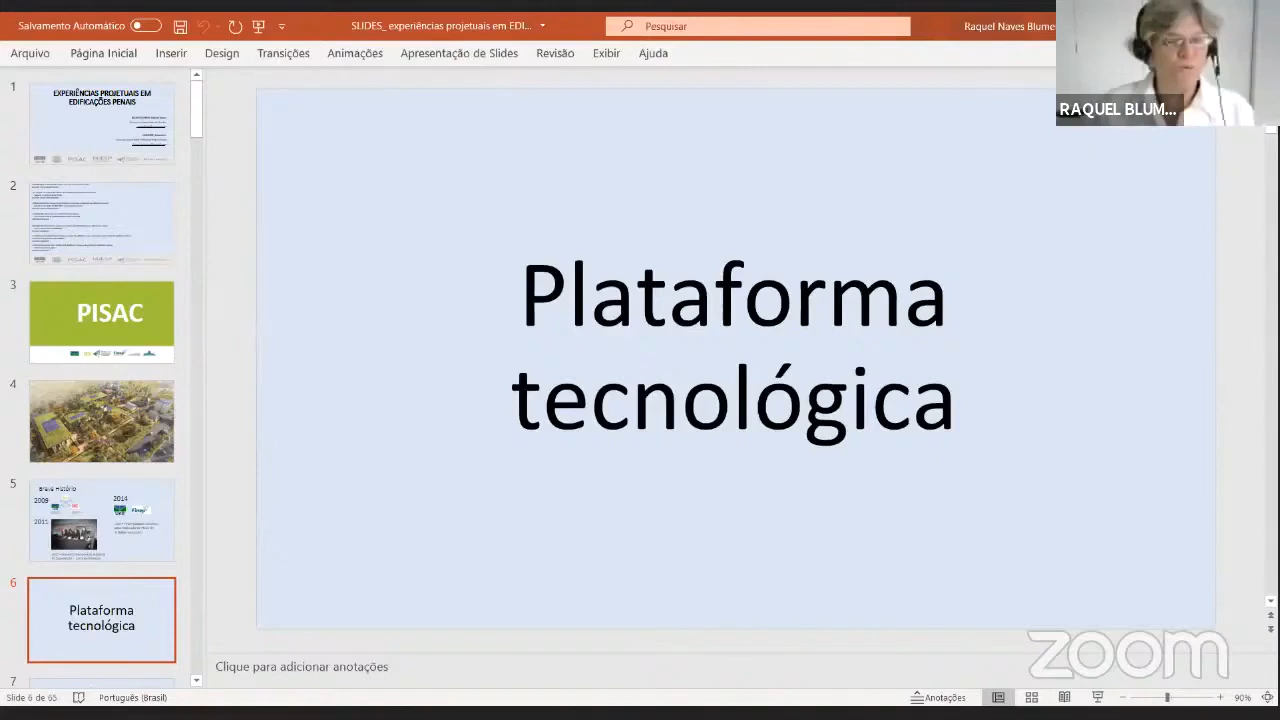 Salvamento Automático
SLIDES_ experiências projetuais em EDI...
Pesquisar
Raquel Naves Blume
Arquivo
Página Inicial
Inserir
Design
Transições
Animações
Apresentação de Slides
Revisão
Exibir
Ajuda
RAQUEL BLUM...
1
EXPERIÊNCIAS PROJETUAIS EM
EDIFICAÇÕES PENAIS
2
3
PISAC
4
5
Breve Histório
2009
2014
2011
6
Plataforma
tecnológica
7
Plataforma
tecnológica
Clique para adicionar anotações
zoom
Slide 6 de 65
Português (Brasil)
Anotações
90%